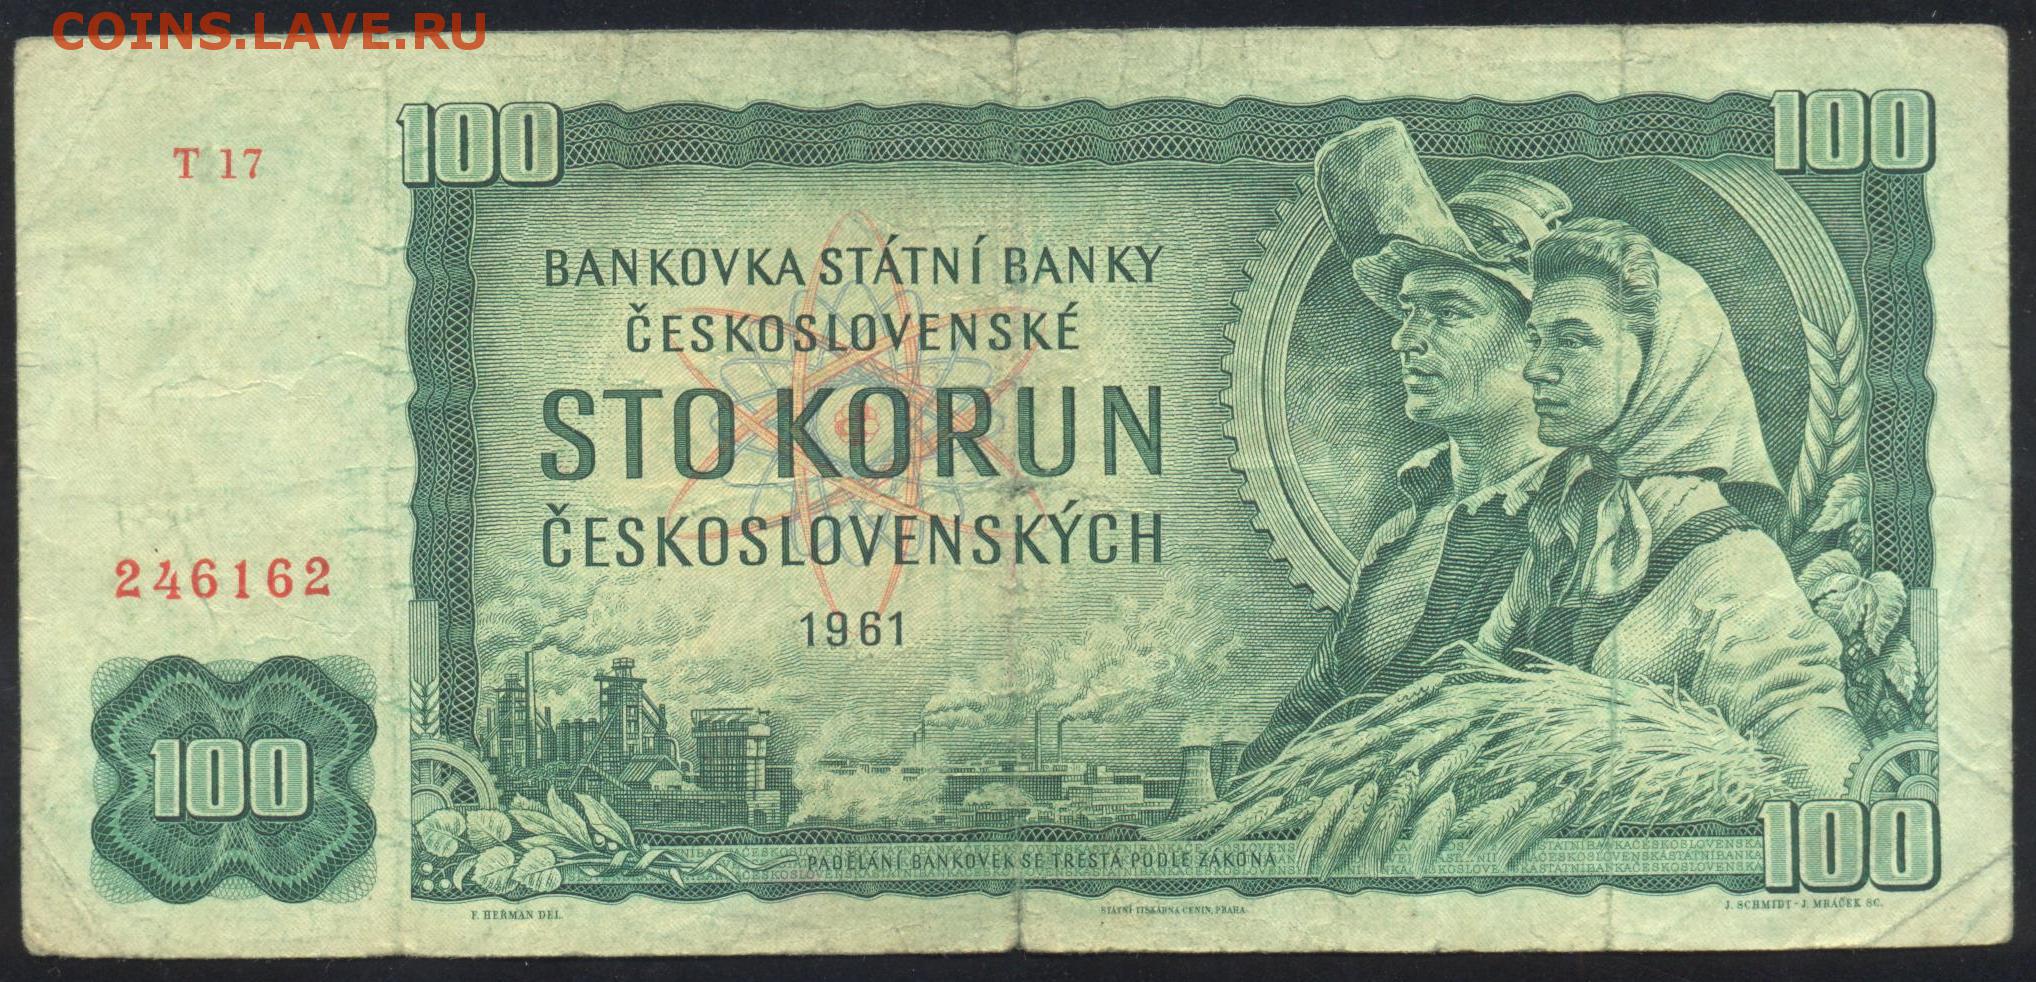 COINS.LAVE.RU
100
100
T 17
BANKOVKA STÁTNÍ BANKY
ČESKOSLOVENSKÉ
STO KORUN
ČESKOSLOVENSKÝCH
1961
246162
100
100
PADĚLÁNÍ BANKOVEK SE TRESTÁ PODLE ZÁKONA
F. HEŘMAN DEL.
STÁTNÍ TISKÁRNA CENIN, PRAHA
J. SCHMIDT - J. MRÁČEK SC.